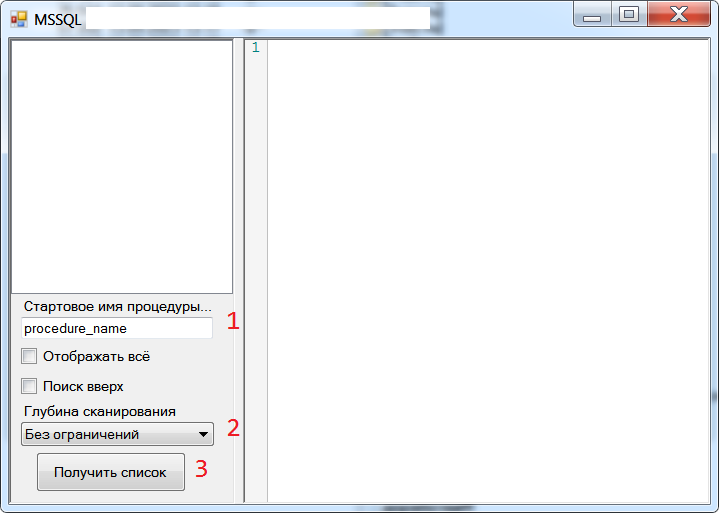 MSSQL
1
Стартовое имя процедуры...
procedure_name 1
Отображать всё
Поиск вверх
Глубина сканирования
Без ограничений 2
Получить список 3